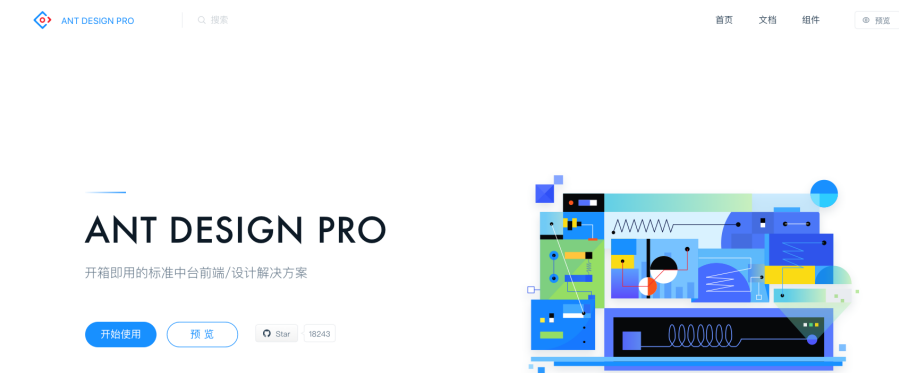 ANT DESIGN PRO
搜索
首页
文档
组件
预览
ANT DESIGN PRO
开箱即用的标准中台前端/设计解决方案
开始使用
预 览
Star
18243